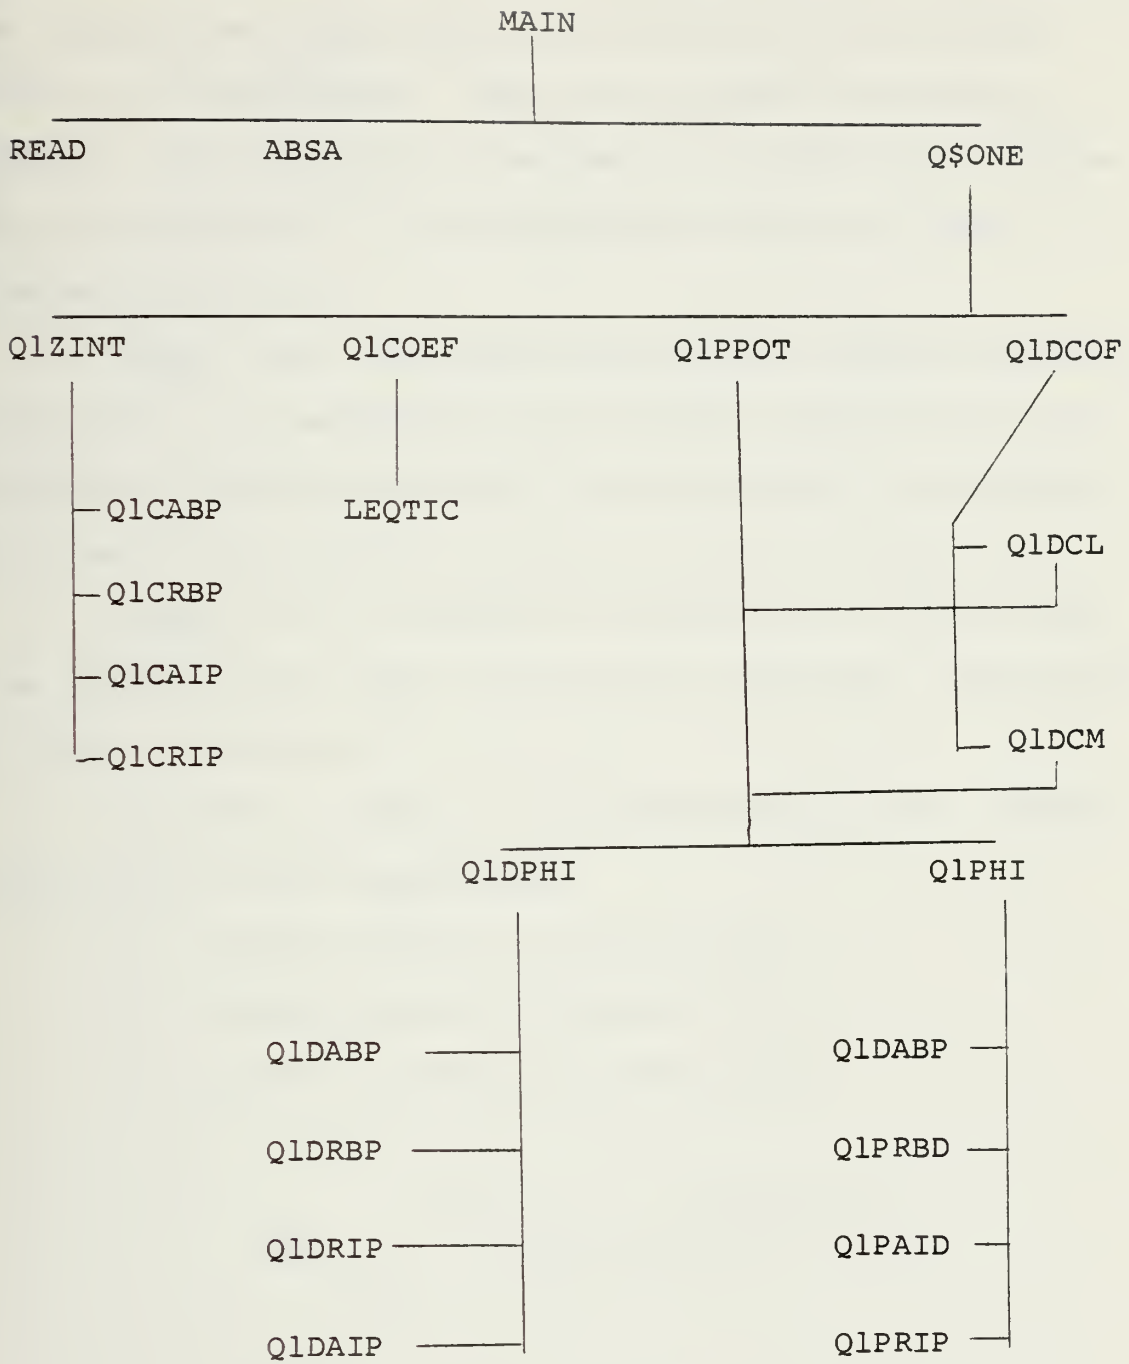 MAIN
READ ABSA Q$ONE
Q1ZINT Q1COEF Q1PPOT Q1DCOF
Q1CABP LEQTIC
Q1DCL
Q1CRBP
Q1CAIP
Q1DCM
Q1CRIP
Q1DPHI Q1PHI
Q1DABP Q1DABP
Q1DRBP Q1PRBD
Q1DRIP Q1PAID
Q1DAIP Q1PRIP